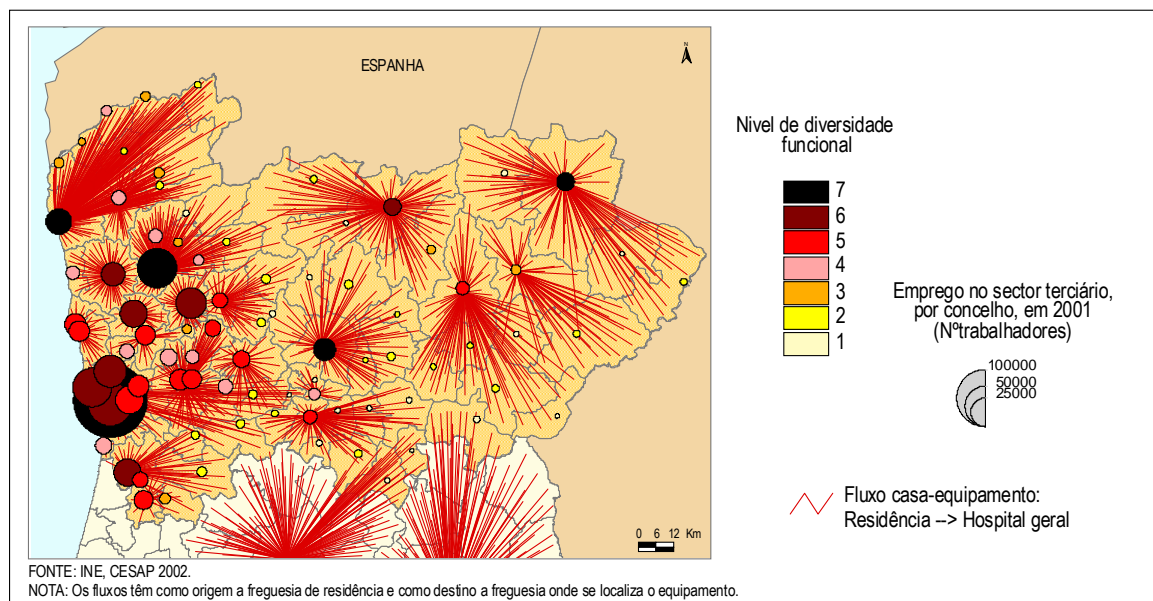 ESPANHA
N
0 6 12 Km
Nivel de diversidade
funcional
7
6
5
4
3
2
1
Emprego no sector terciário,
por concelho, em 2001
(Nºtrabalhadores)
100000
50000
25000
Fluxo casa-equipamento:
Residência --> Hospital geral
FONTE: INE, CESAP 2002.
NOTA: Os fluxos têm como origem a freguesia de residência e como destino a freguesia onde se localiza o equipamento.